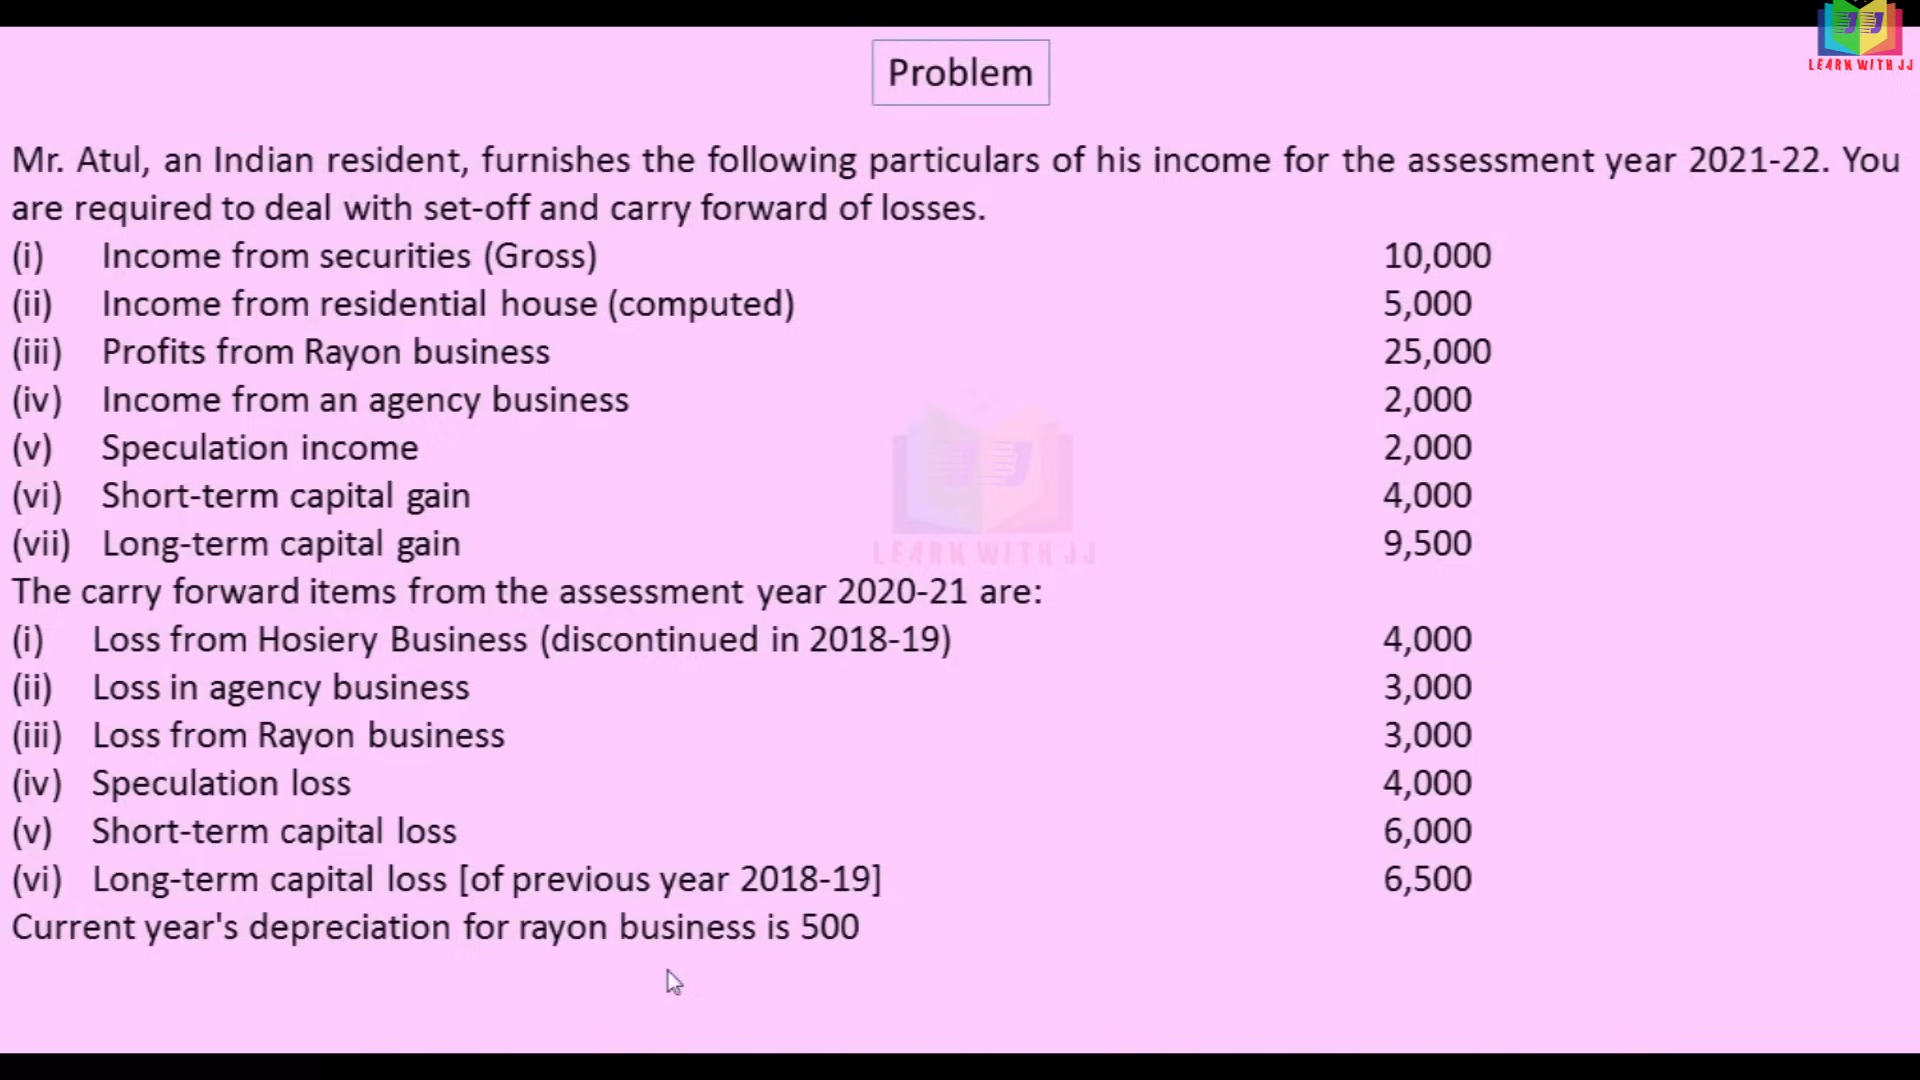 LEARN WITH JJ
Problem
Mr. Atul, an Indian resident, furnishes the following particulars of his income for the assessment year 2021-22. You
are required to deal with set-off and carry forward of losses.
(i) Income from securities (Gross) 10,000
(ii) Income from residential house (computed) 5,000
(iii) Profits from Rayon business 25,000
(iv) Income from an agency business 2,000
(v) Speculation income 2,000
(vi) Short-term capital gain 4,000
(vii) Long-term capital gain 9,500
LEARN WITH JJ
The carry forward items from the assessment year 2020-21 are:
(i) Loss from Hosiery Business (discontinued in 2018-19) 4,000
(ii) Loss in agency business 3,000
(iii) Loss from Rayon business 3,000
(iv) Speculation loss 4,000
(v) Short-term capital loss 6,000
(vi) Long-term capital loss [of previous year 2018-19] 6,500
Current year's depreciation for rayon business is 500